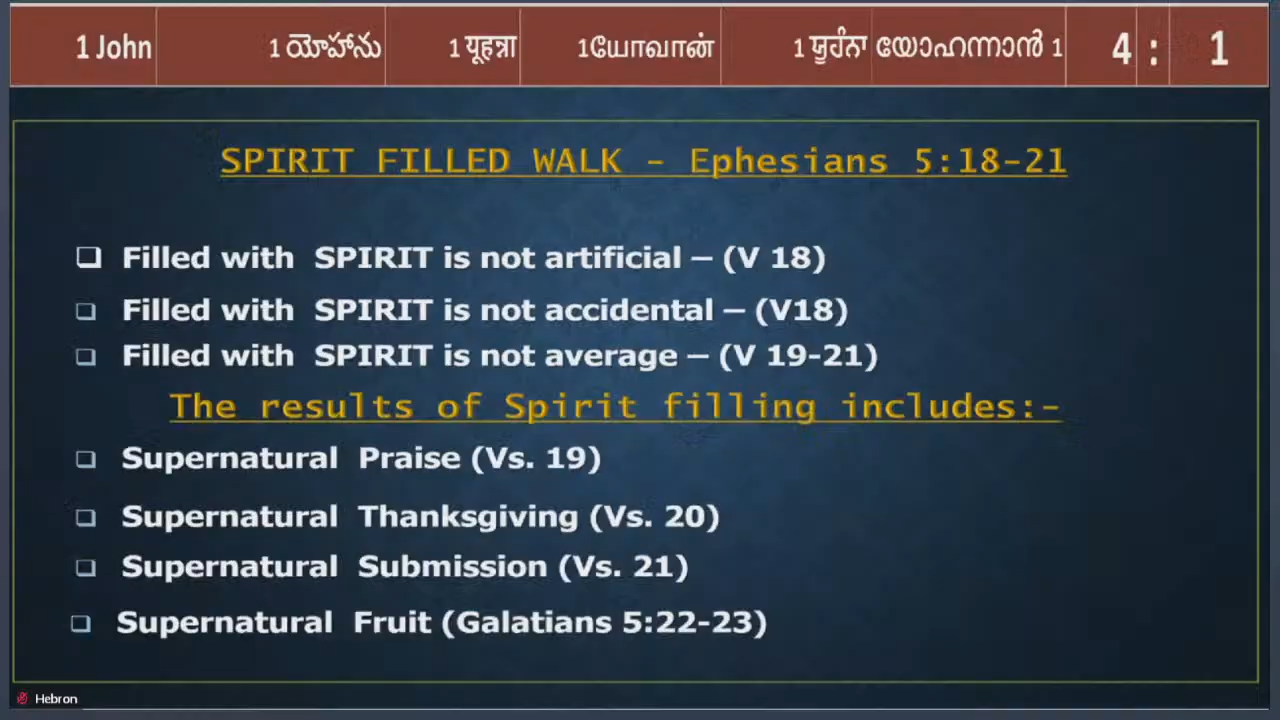 1 John 1 యోహాను 1 यूहन्ना 1யோவான் 1 ਯੂਹੰਨਾ യോഹന്നാൻ 1 4 : 1
SPIRIT FILLED WALK - Ephesians 5:18-21
❑ Filled with SPIRIT is not artificial – (V 18)
❑ Filled with SPIRIT is not accidental – (V18)
❑ Filled with SPIRIT is not average – (V 19-21)
The results of Spirit filling includes:-
❑ Supernatural Praise (Vs. 19)
❑ Supernatural Thanksgiving (Vs. 20)
❑ Supernatural Submission (Vs. 21)
❑ Supernatural Fruit (Galatians 5:22-23)
Hebron